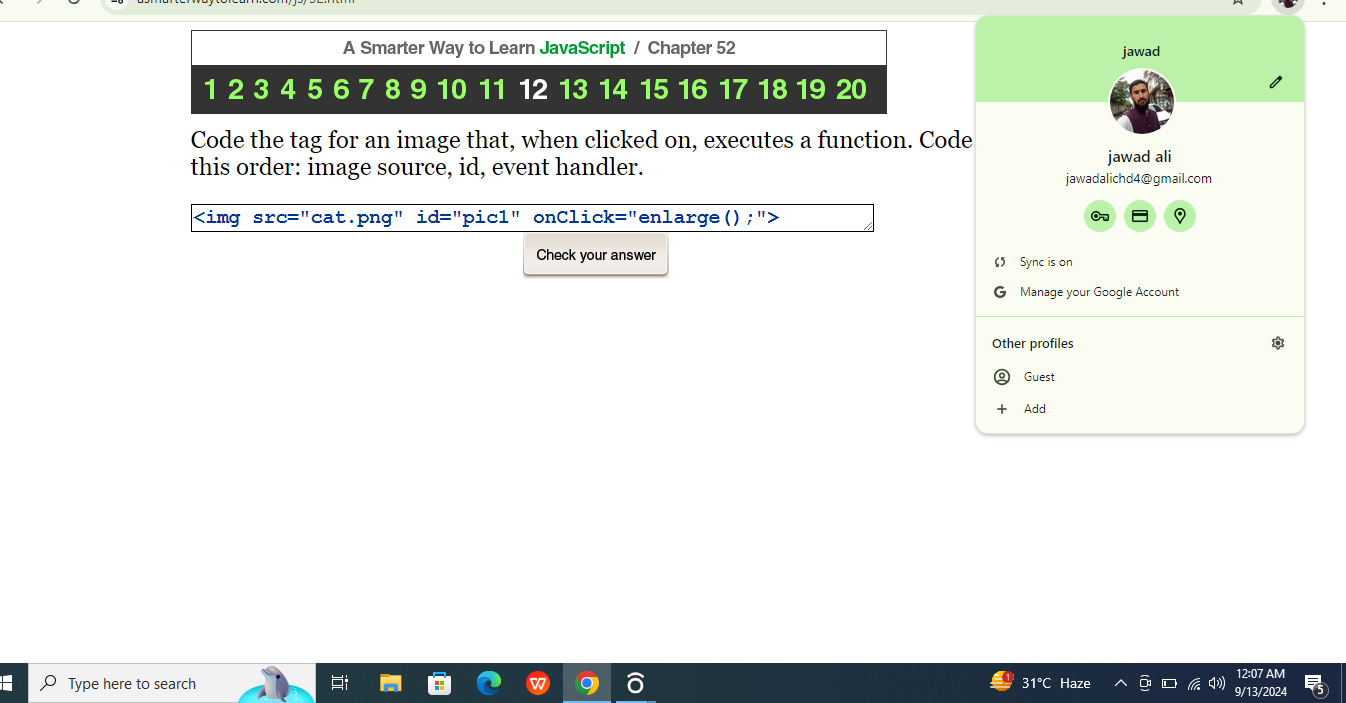 asmarterwaytolearn.com/js/52.html
A Smarter Way to Learn JavaScript / Chapter 52
1 2 3 4 5 6 7 8 9 10 11 12 13 14 15 16 17 18 19 20
Code the tag for an image that, when clicked on, executes a function. Code
this order: image source, id, event handler.
<img src="cat.png" id="pic1" onClick="enlarge();">
Check your answer
jawad
jawad ali
jawadalichd4@gmail.com
Sync is on
G Manage your Google Account
Other profiles
Guest
Add
Type here to search
W
1
31°C Haze
12:07 AM
9/13/2024
5